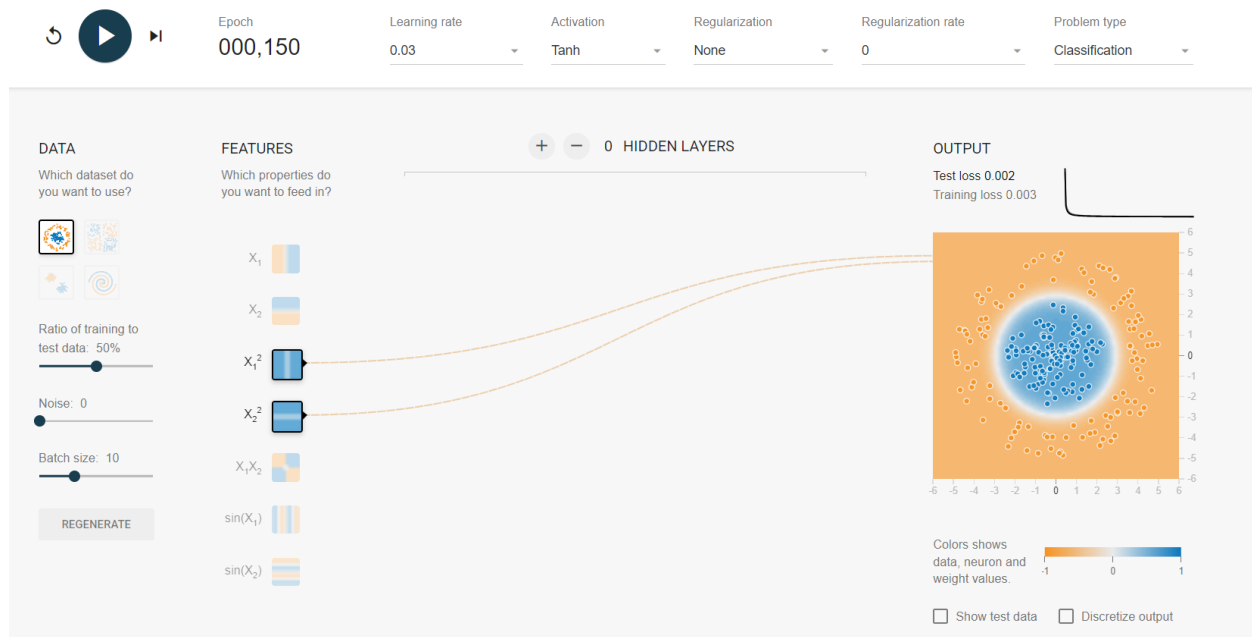 Epoch
000,150
Learning rate
0.03
Activation
Tanh
Regularization
None
Regularization rate
0
Problem type
Classification
DATA
Which dataset do
you want to use?
Ratio of training to
test data: 50%
Noise: 0
Batch size: 10
REGENERATE
FEATURES
Which properties do
you want to feed in?
X₁
X₂
X₁²
X₂²
X₁X₂
sin(X₁)
sin(X₂)
+ − 0 HIDDEN LAYERS
OUTPUT
Test loss 0.002
Training loss 0.003
6
5
4
3
2
1
0
-1
-2
-3
-4
-5
-6
-6 -5 -4 -3 -2 -1 0 1 2 3 4 5 6
Colors shows
data, neuron and
weight values.
-1 0 1
Show test data
Discretize output